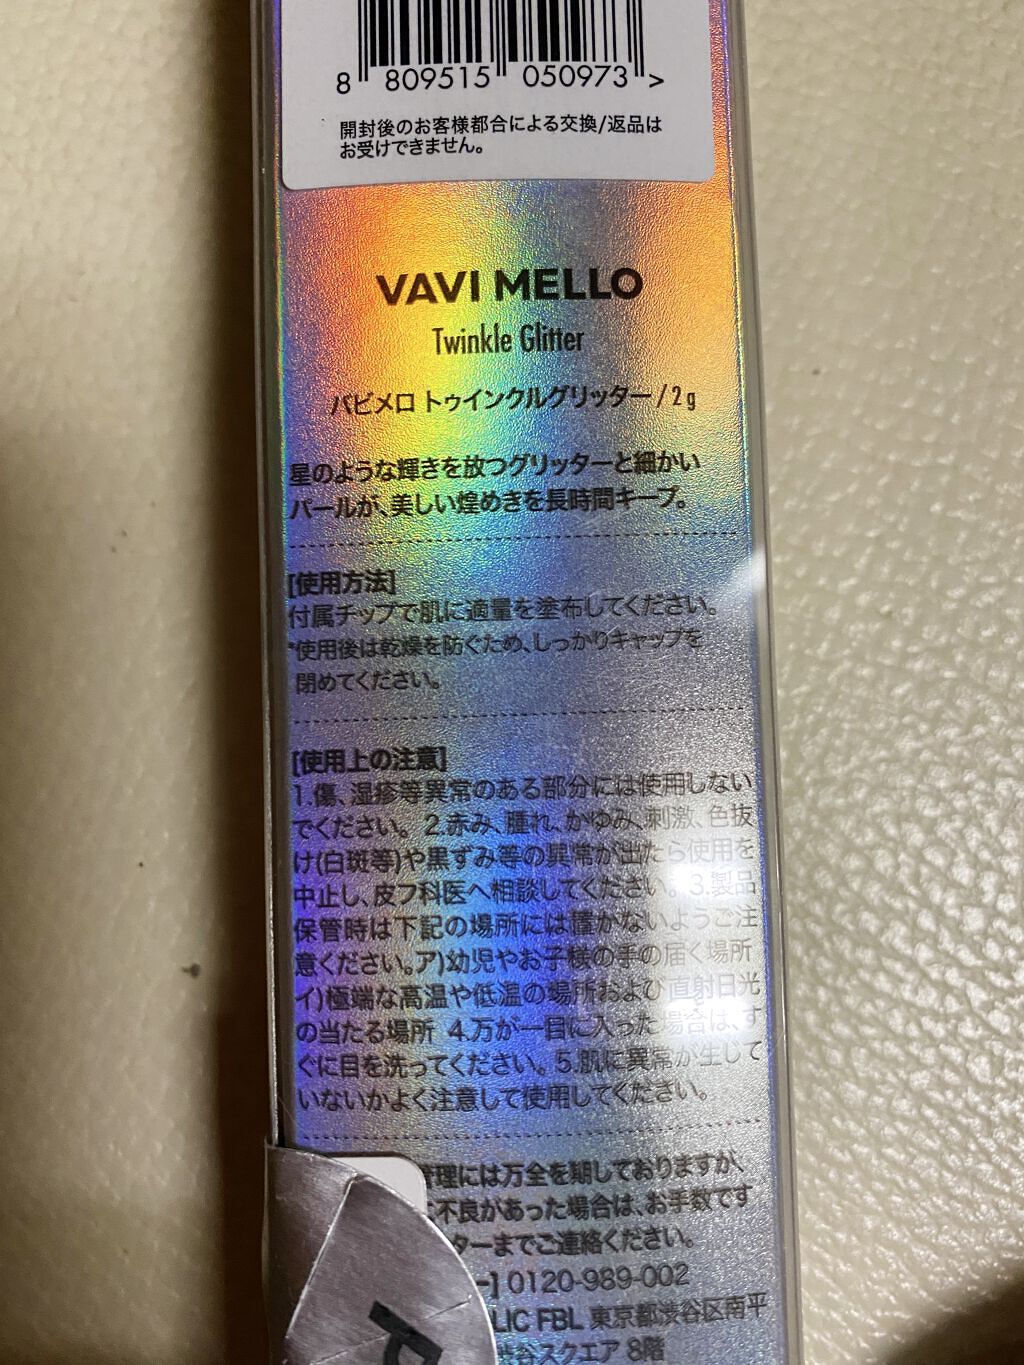 8 809515 050973 >
開封後のお客様都合による交換/返品は
お受けできません。
VAVI MELLO
Twinkle Glitter
バビメロ トゥインクルグリッター / 2 g
星のような輝きを放つグリッターと細かい
パールが、美しい煌めきを長時間キープ。
[使用方法]
付属チップで肌に適量を塗布してください。
*使用後は乾燥を防ぐため、しっかりキャップを
閉めてください。
[使用上の注意]
1.傷、湿疹等異常のある部分には使用しない
でください。 2.赤み、腫れ、かゆみ、刺激、色抜
け(白斑等)や黒ずみ等の異常が出たら使用を
中止し、皮フ科医へ相談してください。 3.製品
保管時は下記の場所には置かないようご注
意ください。ア)幼児やお子様の手の届く場所
イ)極端な高温や低温の場所および直射日光
の当たる場所 4.万が一目に入った場合は、す
ぐに目を洗ってください。 5.肌に異常が生じて
いないかよく注意して使用してください。
管理には万全を期しておりますが、
に不良があった場合は、お手数です
ターまでご連絡ください。
ー] 0120-989-002
LIC FBL 東京都渋谷区南平
渋谷スクエア 8階